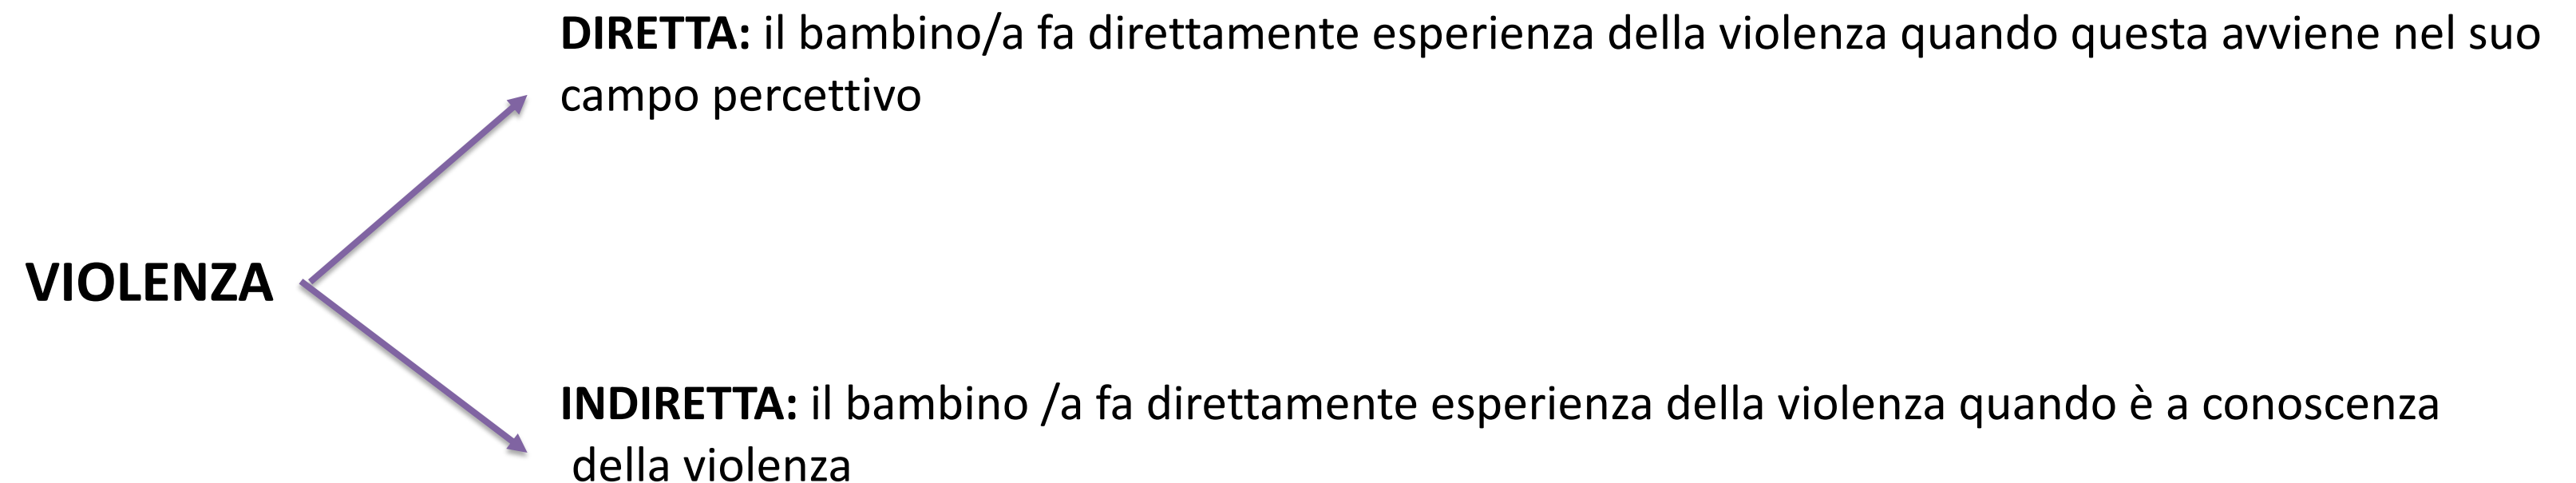 DIRETTA: il bambino/a fa direttamente esperienza della violenza quando questa avviene nel suo
campo percettivo
VIOLENZA
INDIRETTA: il bambino /a fa direttamente esperienza della violenza quando è a conoscenza
della violenza